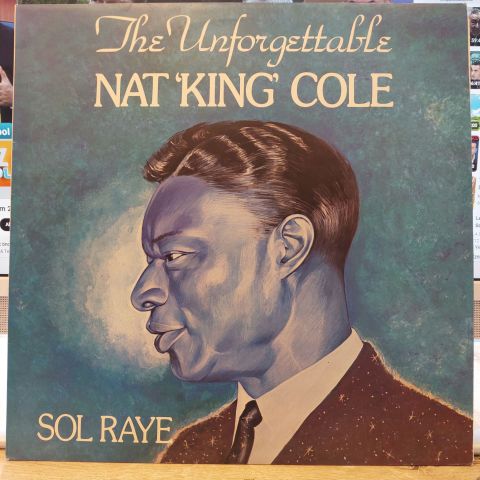 The Unforgettable
NAT 'KING' COLE
SOL RAYE